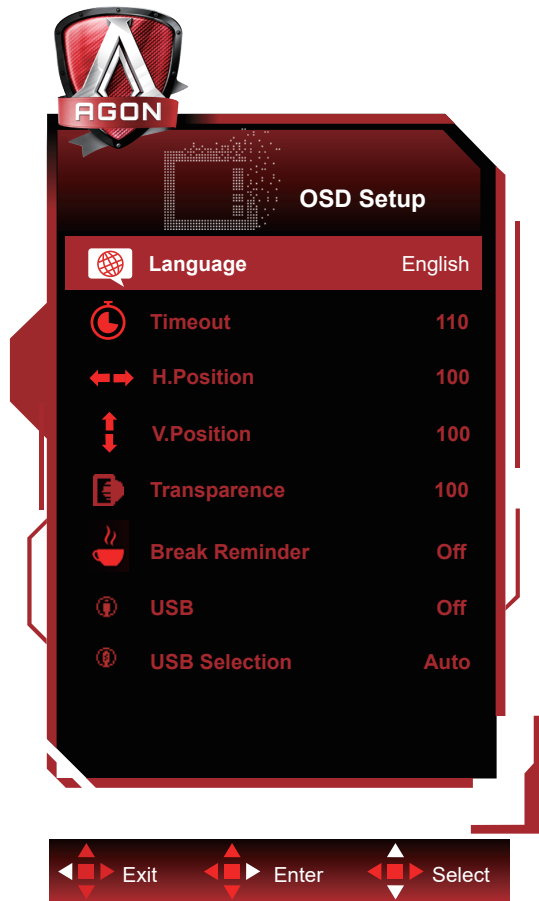 AGON
OSD Setup
Language English
Timeout 110
H.Position 100
V.Position 100
Transparence 100
Break Reminder Off
USB Off
USB Selection Auto
Exit Enter Select